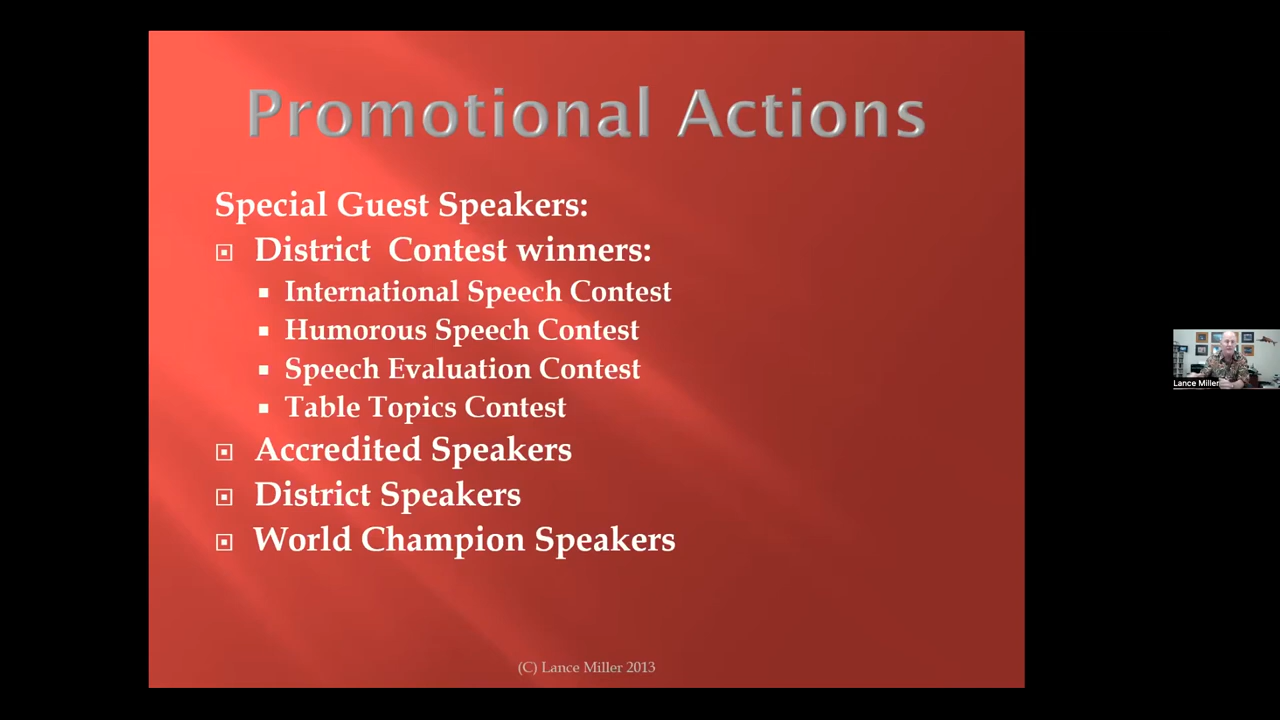 Promotional Actions
Special Guest Speakers:
District Contest winners:
International Speech Contest
Humorous Speech Contest
Speech Evaluation Contest
Table Topics Contest
Accredited Speakers
District Speakers
World Champion Speakers
(C) Lance Miller 2013
Lance Miller